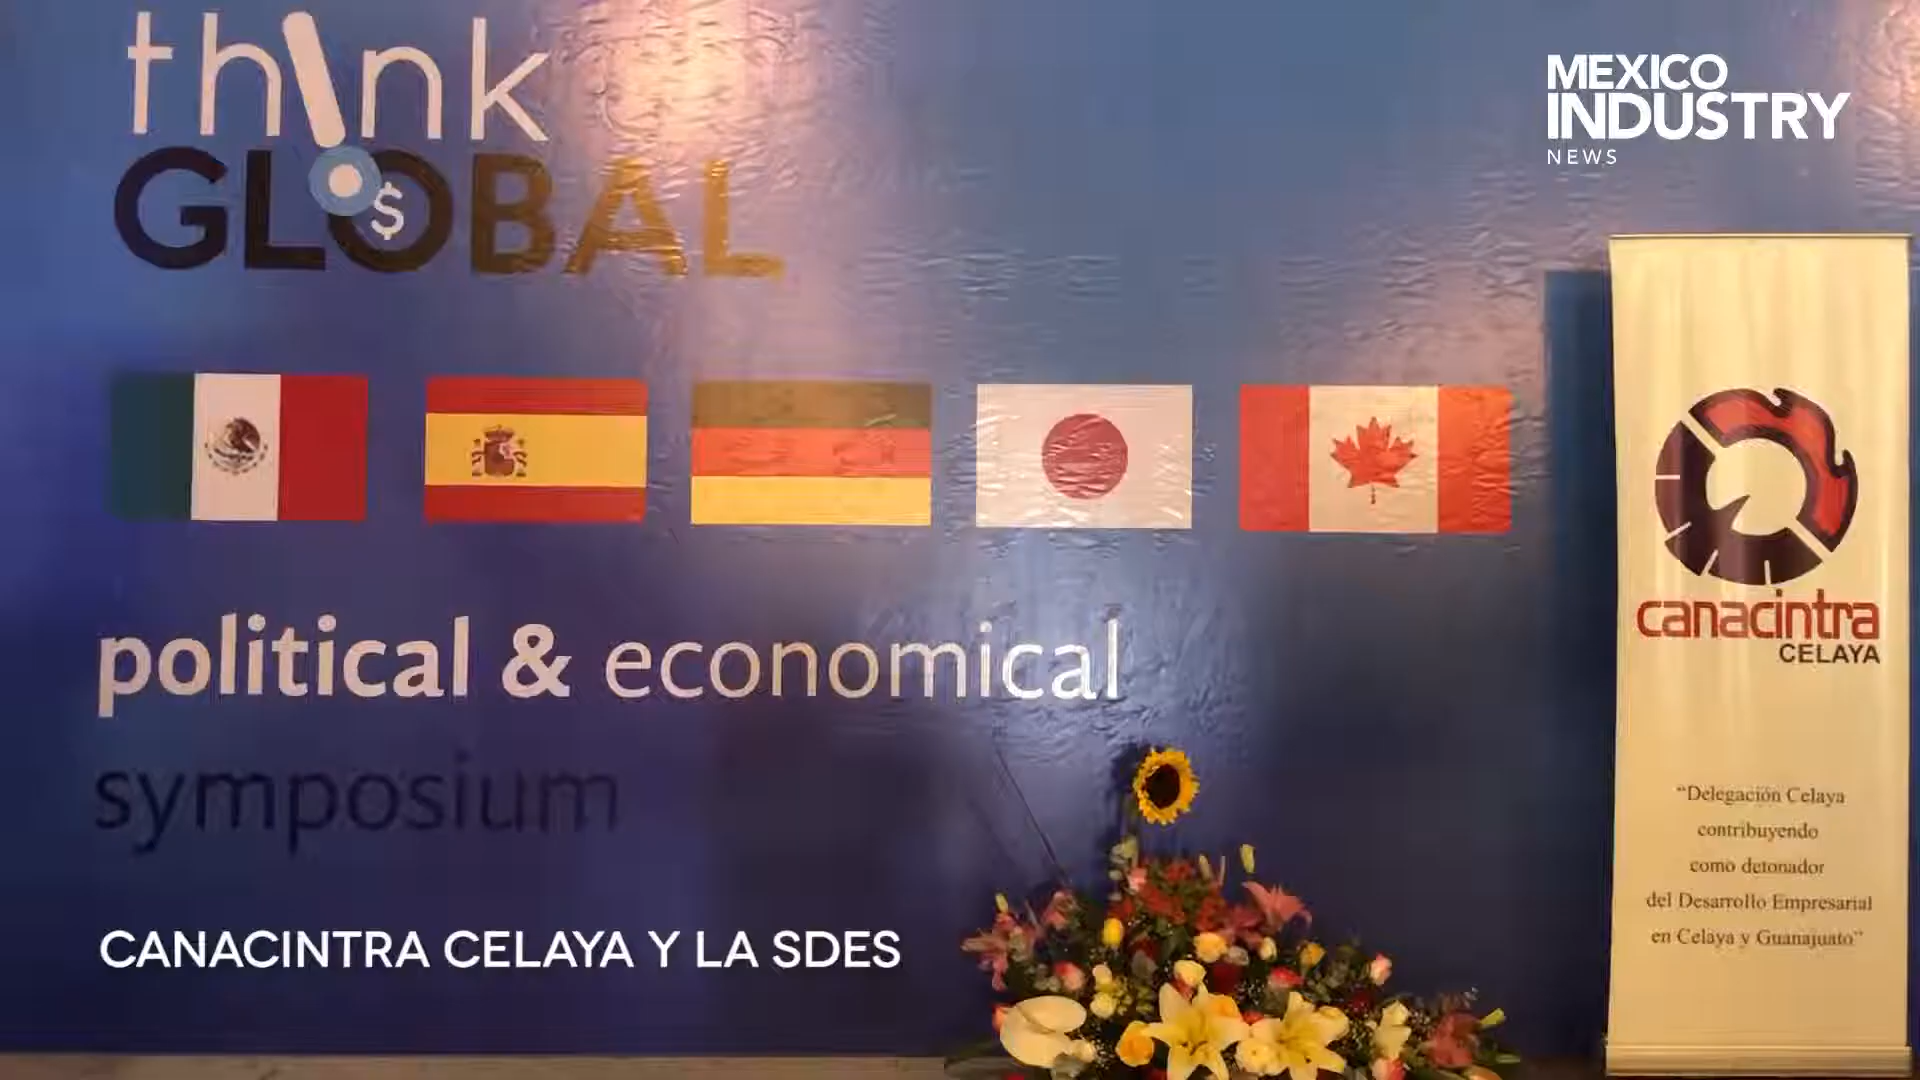 think
GLOBAL
$
MEXICO
INDUSTRY
NEWS
political & economical
symposium
CANACINTRA CELAYA Y LA SDES
canacintra
CELAYA
“Delegación Celaya
contribuyendo
como detonador
del Desarrollo Empresarial
en Celaya y Guanajuato”